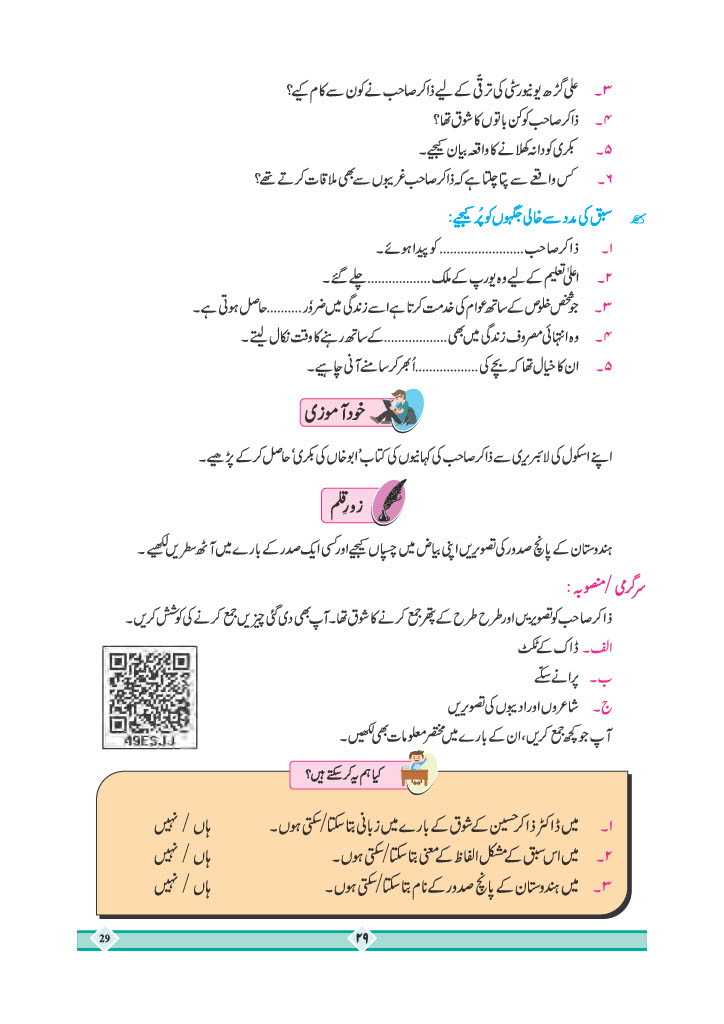 ۳۔ علی گڑھ یونیورسٹی کی ترقّی کے لیے ذاکر صاحب نے کون سے کام کیے؟
۴۔ ذاکر صاحب کو کن باتوں کا شوق تھا؟
۵۔ بکری کو دانہ کھلانے کا واقعہ بیان کیجیے۔
۶۔ کس واقعے سے پتا چلتا ہے کہ ذاکر صاحب غریبوں سے بھی ملاقات کرتے تھے؟
سبق کی مدد سے خالی جگہوں کو پُر کیجیے:
۱۔ ذاکر صاحب ........................ کو پیدا ہوئے۔
۲۔ اعلیٰ تعلیم کے لیے وہ یورپ کے ملک .................. چلے گئے۔
۳۔ جو شخص خلوٗص کے ساتھ عوام کی خدمت کرتا ہے اسے زندگی میں ضروٗر .......... حاصل ہوتی ہے۔
۴۔ وہ انتہائی مصروف زندگی میں بھی .................. کے ساتھ رہنے کا وقت نکال لیتے۔
۵۔ ان کا خیال تھا کہ بچے کی .................. اُبھر کر سامنے آنی چاہیے۔
خود آموزی
اپنے اسکول کی لائبریری سے ذاکر صاحب کی کہانیوں کی کتاب 'ابو خاں کی بکری' حاصل کر کے پڑھیے۔
زورِ قلم
ہندوستان کے پانچ صدور کی تصویریں اپنی بیاض میں چسپاں کیجیے اور کسی ایک صدر کے بارے میں آٹھ سطریں لکھیے۔
سرگرمی / منصوبہ :
ذاکر صاحب کو تصویریں اور طرح طرح کے پتھر جمع کرنے کا شوق تھا۔ آپ بھی دی گئی چیزیں جمع کرنے کی کوشش کریں۔
الف۔ ڈاک کے ٹکٹ
ب۔ پرانے سکّے
ج۔ شاعروں اور ادیبوں کی تصویریں
آپ جو کچھ جمع کریں، ان کے بارے میں مختصر معلومات بھی لکھیں۔
49ESJJ
کیا ہم یہ کر سکتے ہیں؟
۱۔ میں ڈاکٹر ذاکر حسین کے شوق کے بارے میں زبانی بتا سکتا/سکتی ہوں۔ ہاں / نہیں
۲۔ میں اس سبق کے مشکل الفاظ کے معنی بتا سکتا/سکتی ہوں۔ ہاں / نہیں
۳۔ میں ہندوستان کے پانچ صدور کے نام بتا سکتا/سکتی ہوں۔ ہاں / نہیں
۲۹ 29